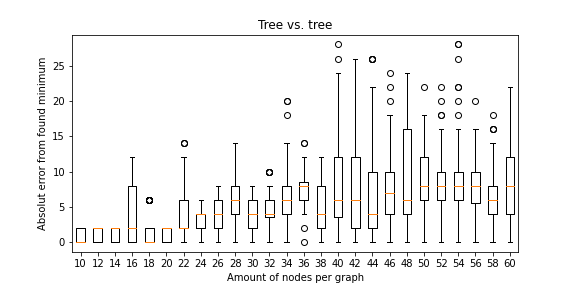 Tree vs. tree
Absolut error from found minimum
25
20
15
10
5
0
10 12 14 16 18 20 22 24 26 28 30 32 34 36 38 40 42 44 46 48 50 52 54 56 58 60
Amount of nodes per graph